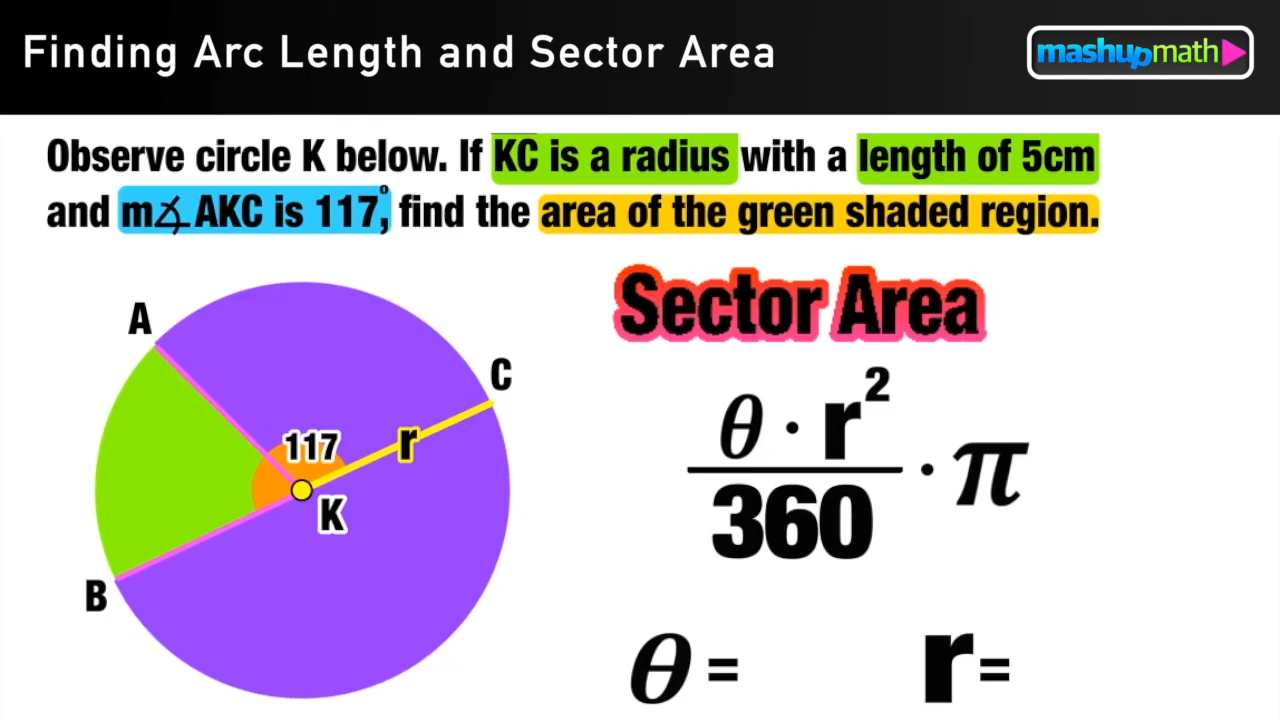 Finding Arc Length and Sector Area
mashupmath
Observe circle K below. If K̅C̅ is a radius with a length of 5cm
and m∡AKC is 117°, find the area of the green shaded region.
Sector Area
A
C
117
r
K
B
θ · r²
360
· π
θ =
r =